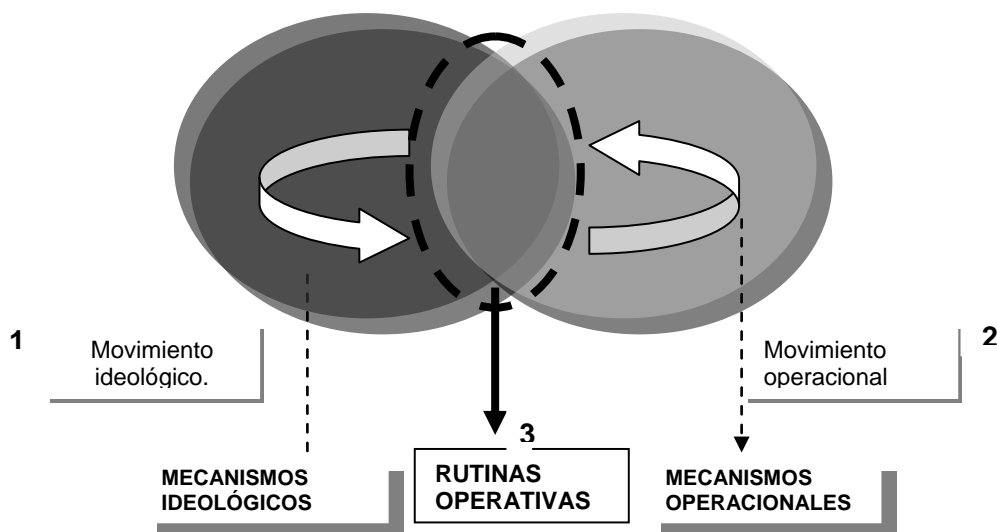 1
Movimiento
ideológico.
2
Movimiento
operacional
3
MECANISMOS
IDEOLÓGICOS
RUTINAS
OPERATIVAS
MECANISMOS
OPERACIONALES